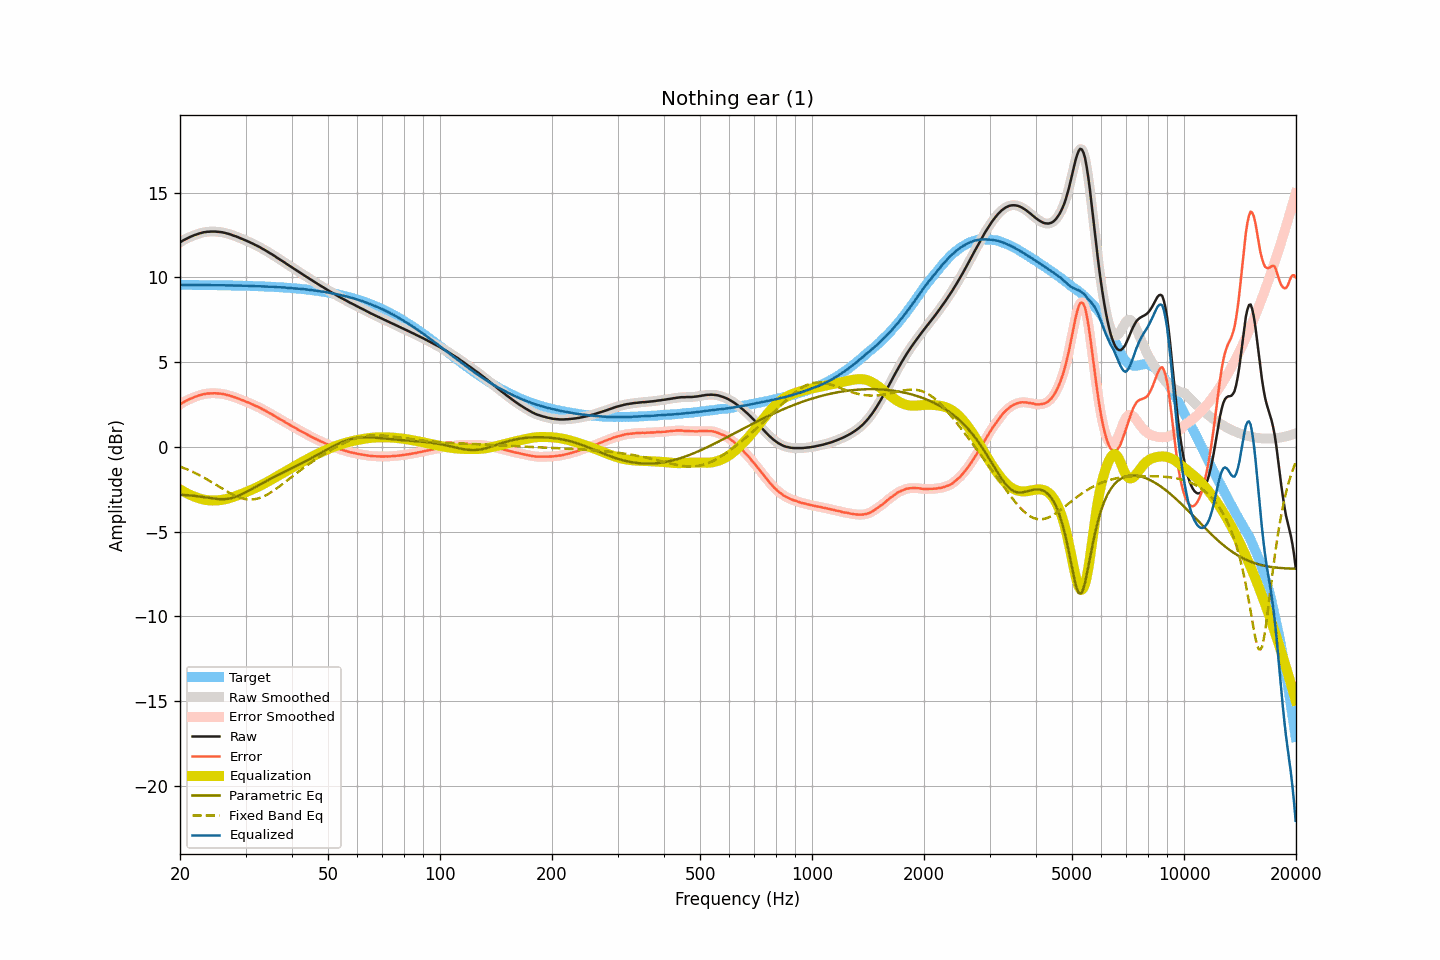 Nothing ear (1)
15
10
5
0
−5
−10
−15
−20
Amplitude (dBr)
Target
Raw Smoothed
Error Smoothed
Raw
Error
Equalization
Parametric Eq
Fixed Band Eq
Equalized
20 50 100 200 500 1000 2000 5000 10000 20000
Frequency (Hz)